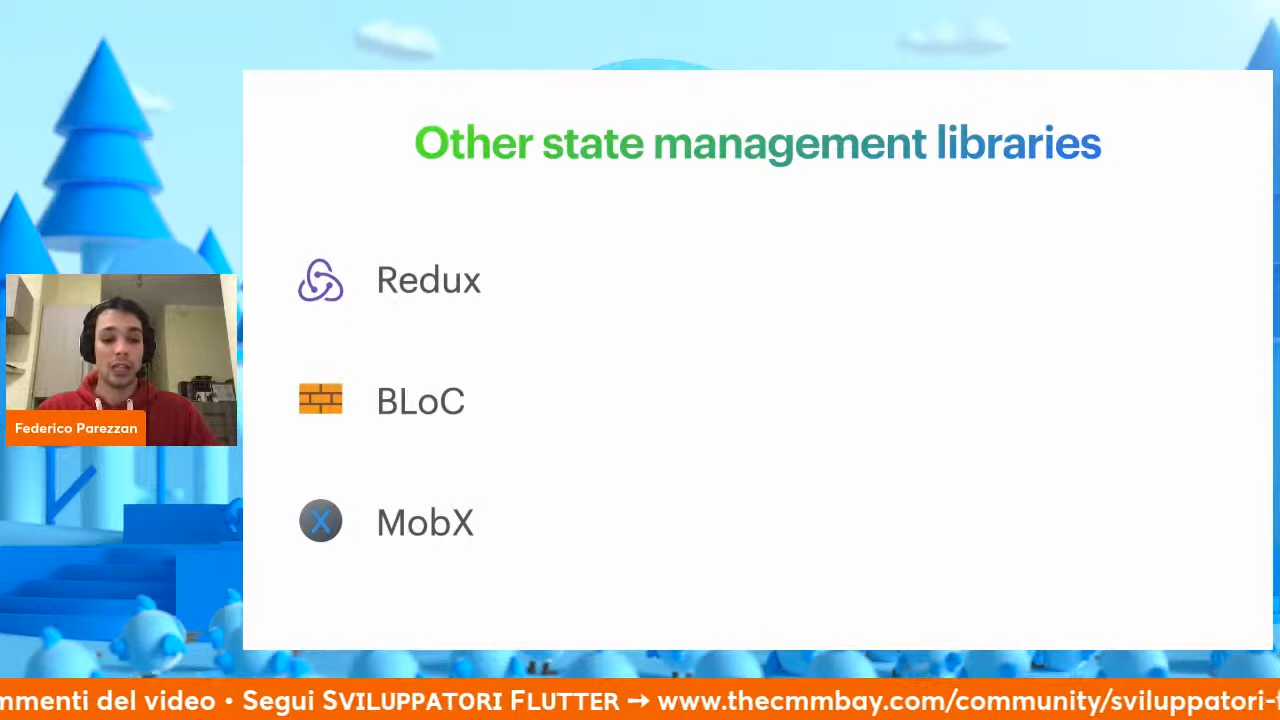 Other state management libraries
Redux
BLoC
MobX
Federico Parezzan
mmenti del video • Segui SVILUPPATORI FLUTTER → www.thecmmbay.com/community/sviluppatori-f